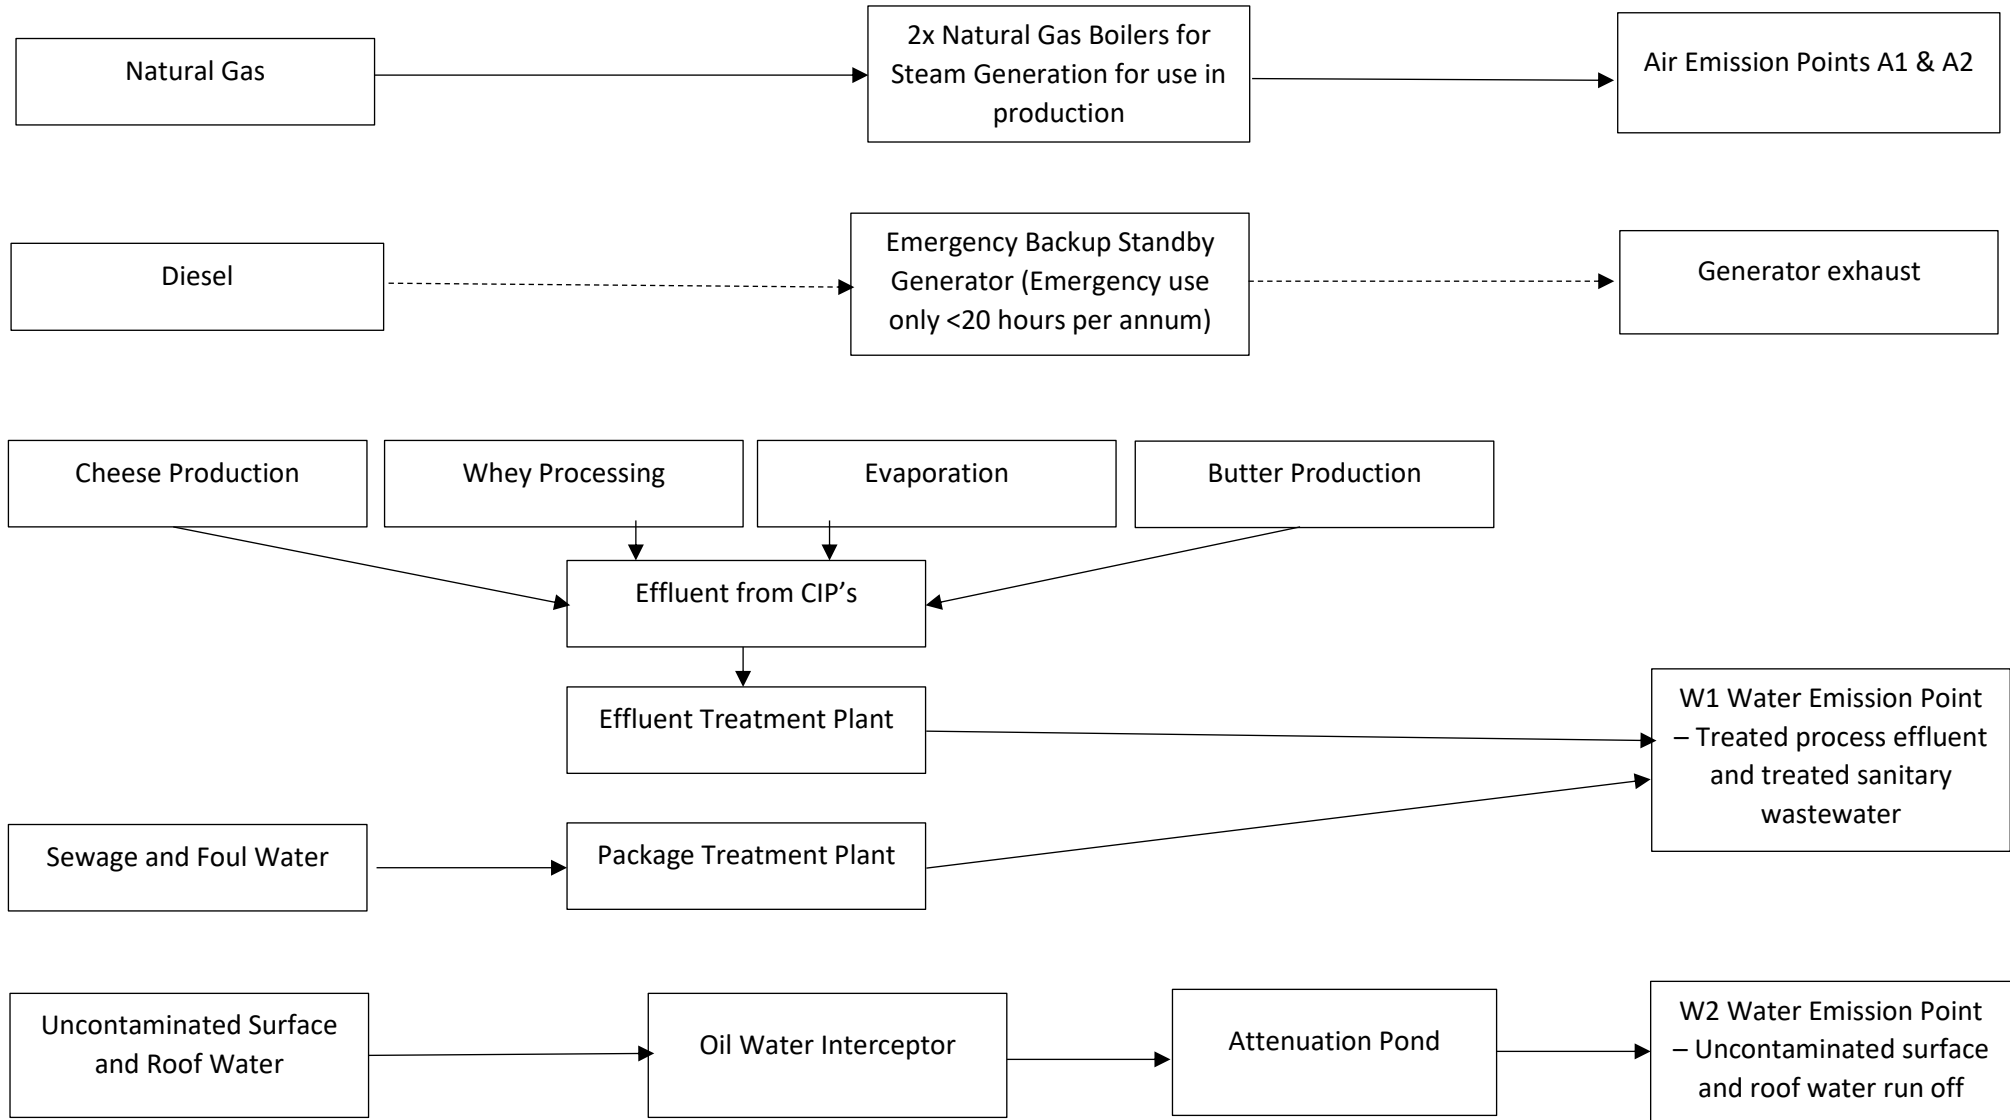 Natural Gas
2x Natural Gas Boilers for
Steam Generation for use in
production
Air Emission Points A1 & A2
Diesel
Emergency Backup Standby
Generator (Emergency use
only <20 hours per annum)
Generator exhaust
Cheese Production
Whey Processing
Evaporation
Butter Production
Effluent from CIP’s
Effluent Treatment Plant
W1 Water Emission Point
– Treated process effluent
and treated sanitary
wastewater
Sewage and Foul Water
Package Treatment Plant
Uncontaminated Surface
and Roof Water
Oil Water Interceptor
Attenuation Pond
W2 Water Emission Point
– Uncontaminated surface
and roof water run off